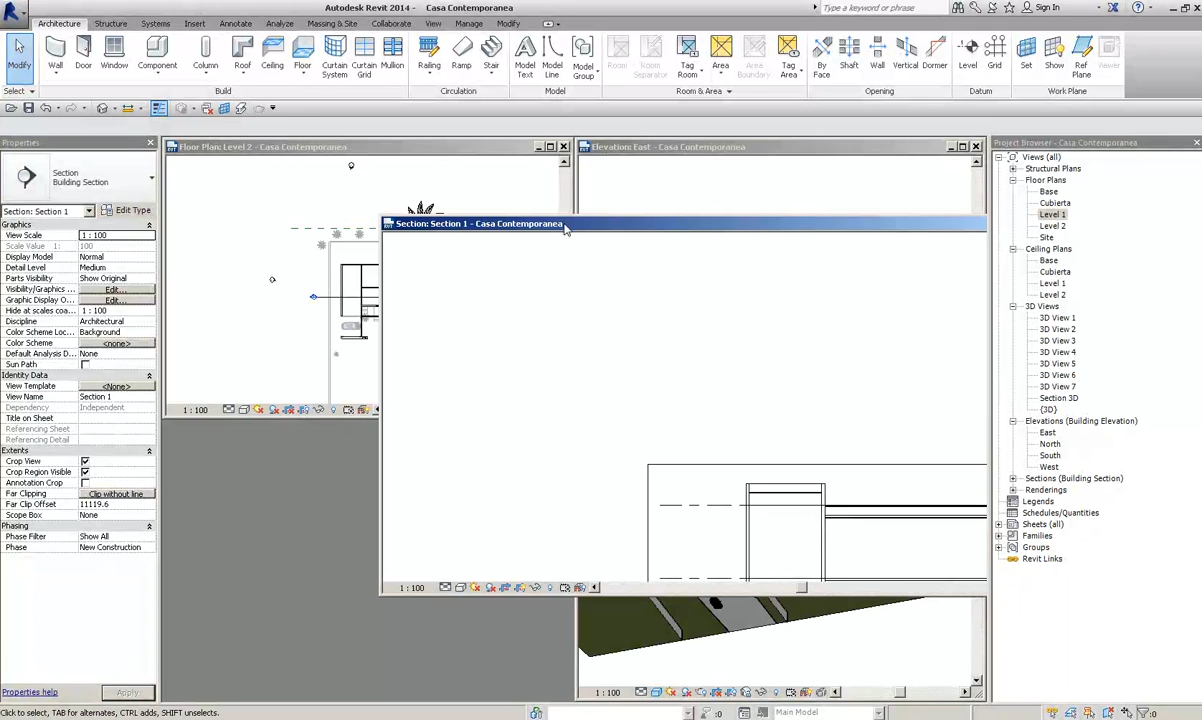 Autodesk Revit 2014 - Casa Contemporanea
Type a keyword or phrase
Sign In
Architecture Structure Systems Insert Annotate Analyze Massing & Site Collaborate View Manage Modify
Modify Wall Door Window Component Column Roof Ceiling Floor Curtain System Curtain Grid Mullion Railing Ramp Stair Model Text Model Line Model Group Room Room Separator Tag Room Area Area Boundary Tag Area By Face Shaft Wall Vertical Dormer Level Grid Set Show Ref Plane Viewer
Select Build Circulation Model Room & Area Opening Datum Work Plane
Properties
Section
Building Section
Section: Section 1 Edit Type
Graphics
View Scale 1 : 100
Scale Value 1: 100
Display Model Normal
Detail Level Medium
Parts Visibility Show Original
Visibility/Graphics ... Edit...
Graphic Display O... Edit...
Hide at scales coa... 1 : 100
Discipline Architectural
Color Scheme Loc... Background
Color Scheme <none>
Default Analysis D... None
Sun Path
Identity Data
View Template <None>
View Name Section 1
Dependency Independent
Title on Sheet
Referencing Sheet
Referencing Detail
Extents
Crop View
Crop Region Visible
Annotation Crop
Far Clipping Clip without line
Far Clip Offset 11119.6
Scope Box None
Phasing
Phase Filter Show All
Phase New Construction
Properties help Apply
Floor Plan: Level 2 - Casa Contemporanea
1 : 100
Elevation: East - Casa Contemporanea
Section: Section 1 - Casa Contemporanea
1 : 100
1 : 100
Project Browser - Casa Contemporanea
Views (all)
Structural Plans
Floor Plans
Base
Cubierta
Level 1
Level 2
Site
Ceiling Plans
Base
Cubierta
Level 1
Level 2
3D Views
3D View 1
3D View 2
3D View 3
3D View 4
3D View 5
3D View 6
3D View 7
Section 3D
{3D}
Elevations (Building Elevation)
East
North
South
West
Sections (Building Section)
Renderings
Legends
Schedules/Quantities
Sheets (all)
Families
Groups
Revit Links
Click to select, TAB for alternates, CTRL adds, SHIFT unselects.
:0
Main Model
:0